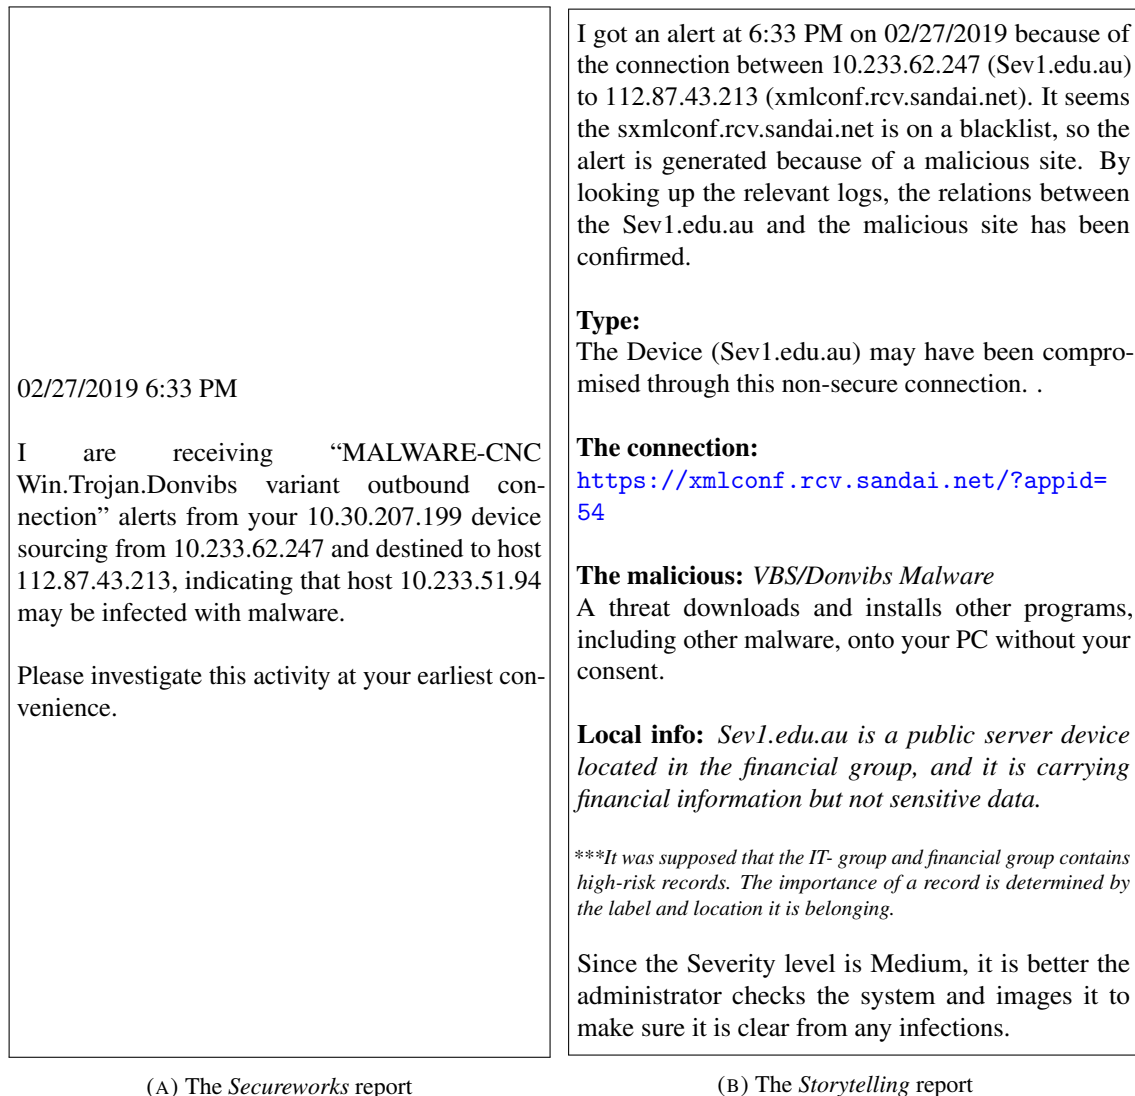 02/27/2019 6:33 PM
I are receiving “MALWARE-CNC
Win.Trojan.Donvibs variant outbound con-
nection” alerts from your 10.30.207.199 device
sourcing from 10.233.62.247 and destined to host
112.87.43.213, indicating that host 10.233.51.94
may be infected with malware.
Please investigate this activity at your earliest con-
venience.
(A) The Secureworks report
I got an alert at 6:33 PM on 02/27/2019 because of
the connection between 10.233.62.247 (Sev1.edu.au)
to 112.87.43.213 (xmlconf.rcv.sandai.net). It seems
the sxmlconf.rcv.sandai.net is on a blacklist, so the
alert is generated because of a malicious site. By
looking up the relevant logs, the relations between
the Sev1.edu.au and the malicious site has been
confirmed.
Type:
The Device (Sev1.edu.au) may have been compro-
mised through this non-secure connection. .
The connection:
https://xmlconf.rcv.sandai.net/?appid=
54
The malicious: VBS/Donvibs Malware
A threat downloads and installs other programs,
including other malware, onto your PC without your
consent.
Local info: Sev1.edu.au is a public server device
located in the financial group, and it is carrying
financial information but not sensitive data.
***It was supposed that the IT- group and financial group contains
high-risk records. The importance of a record is determined by
the label and location it is belonging.
Since the Severity level is Medium, it is better the
administrator checks the system and images it to
make sure it is clear from any infections.
(B) The Storytelling report